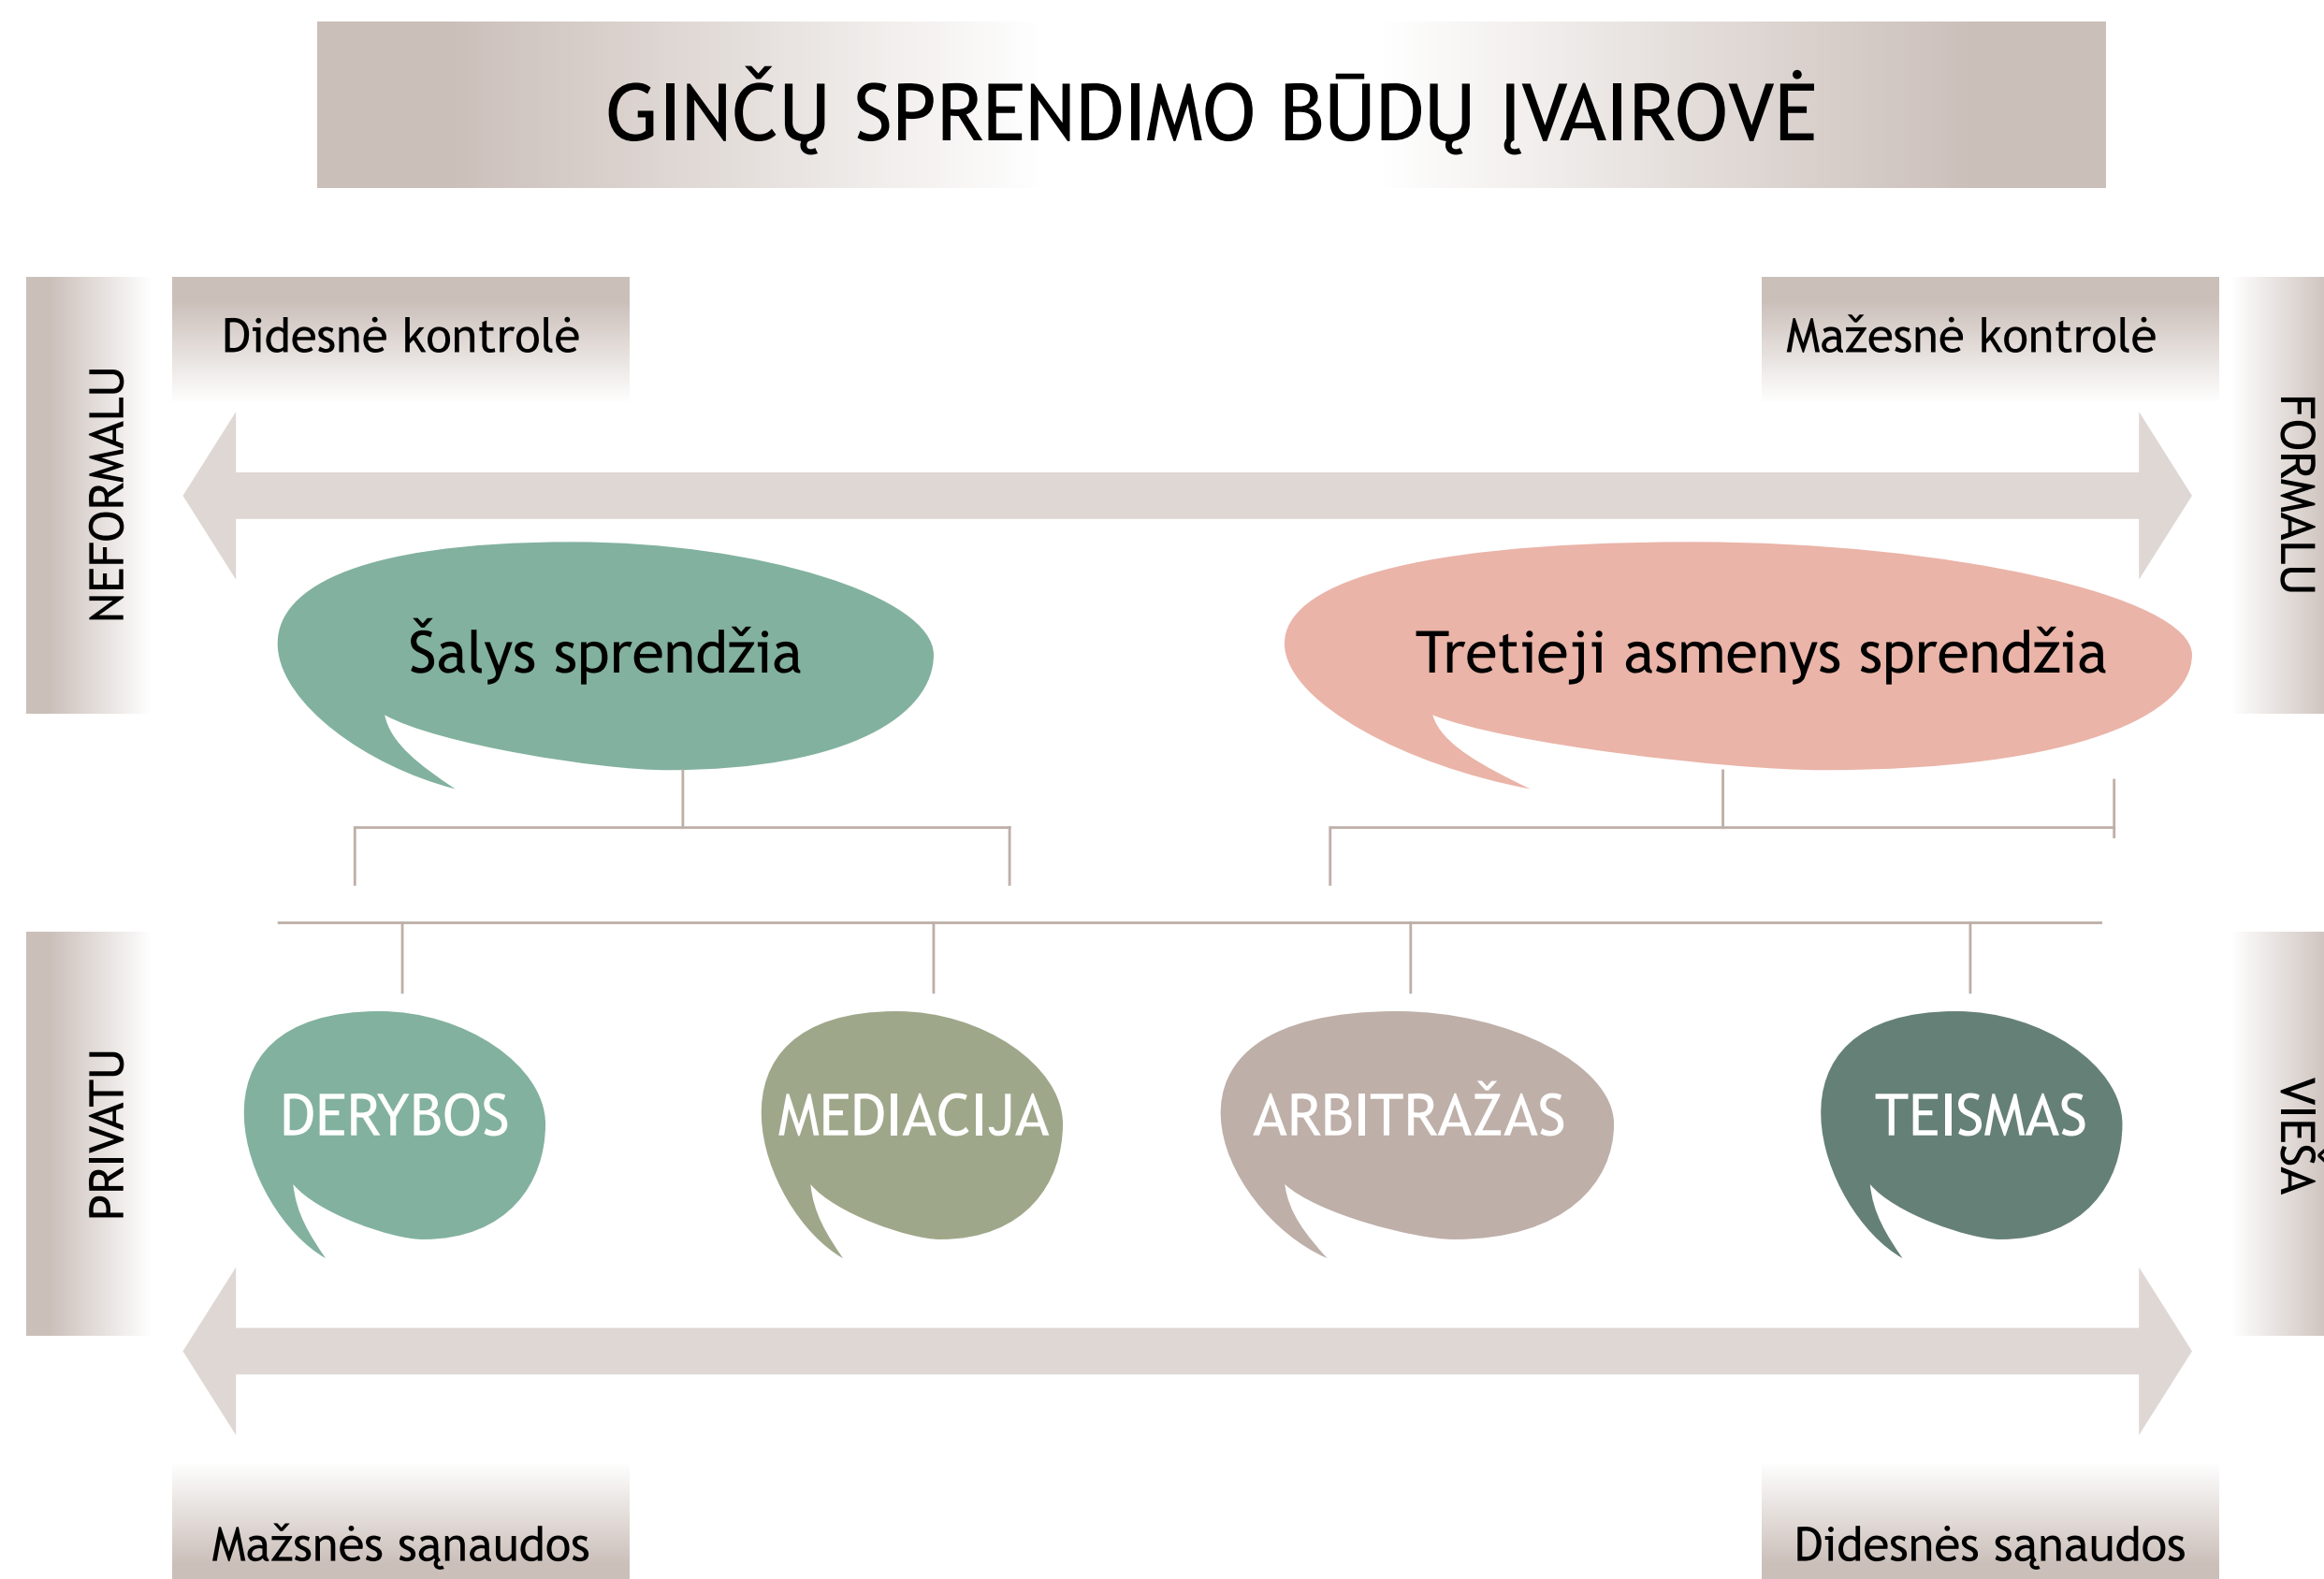 GINČŲ SPRENDIMO BŪDŲ ĮVAIROVĖ
Didesnė kontrolė
Mažesnė kontrolė
NEFORMALU
FORMALU
Šalys sprendžia
Tretieji asmenys sprendžia
PRIVATU
VIEŠA
DERYBOS
MEDIACIJA
ARBITRAŽAS
TEISMAS
Mažsnės sąnaudos
Didesnės sąnaudos